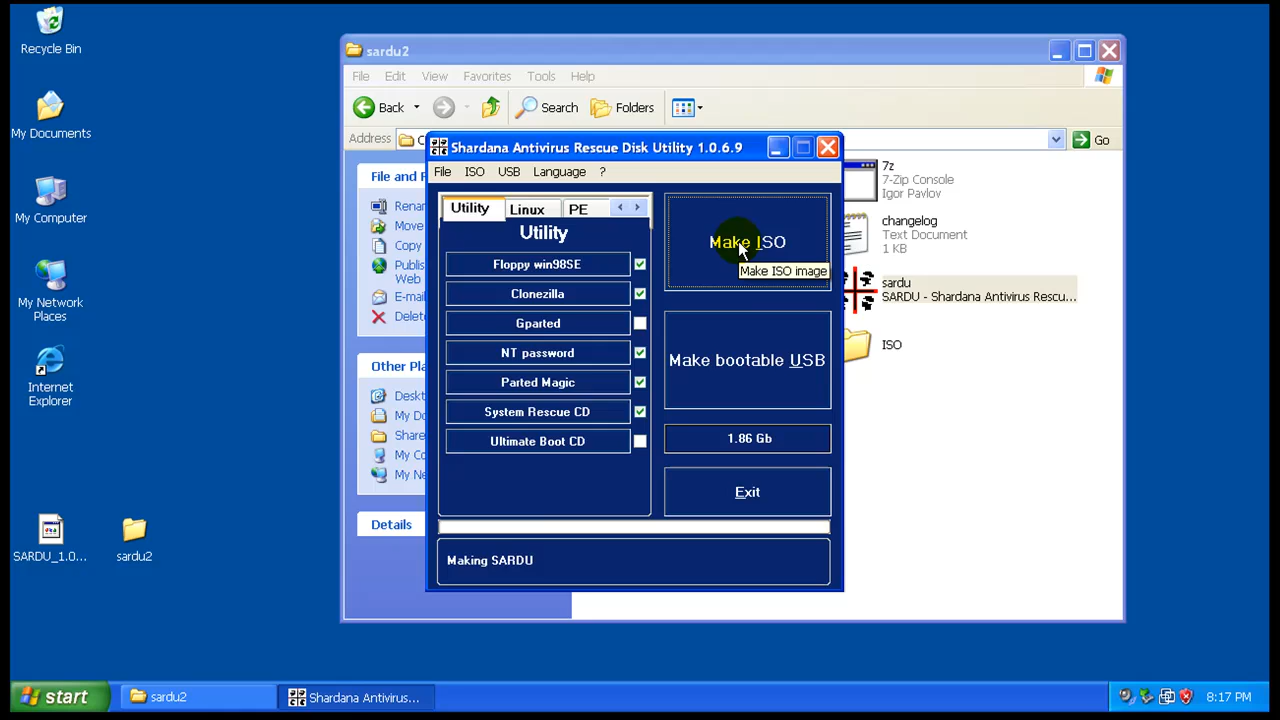 Recycle Bin
My Documents
My Computer
My Network
Places
Internet
Explorer
SARDU_1.0...
sardu2
sardu2
File Edit View Favorites Tools Help
Back Search Folders
Address Go
File and F
Renar
Move
Copy
Publis
Web
E-mai
Delet
Other Pla
Deskt
My Do
Share
My Co
My Ne
Details
7z
7-Zip Console
Igor Pavlov
changelog
Text Document
1 KB
sardu
SARDU - Shardana Antivirus Rescu...
ISO
Shardana Antivirus Rescue Disk Utility 1.0.6.9
File ISO USB Language ?
Utility Linux PE
Utility
Floppy win98SE
Clonezilla
Gparted
NT password
Parted Magic
System Rescue CD
Ultimate Boot CD
Make ISO
Make ISO image
Make bootable USB
1.86 Gb
Exit
Making SARDU
start
sardu2
Shardana Antivirus...
8:17 PM